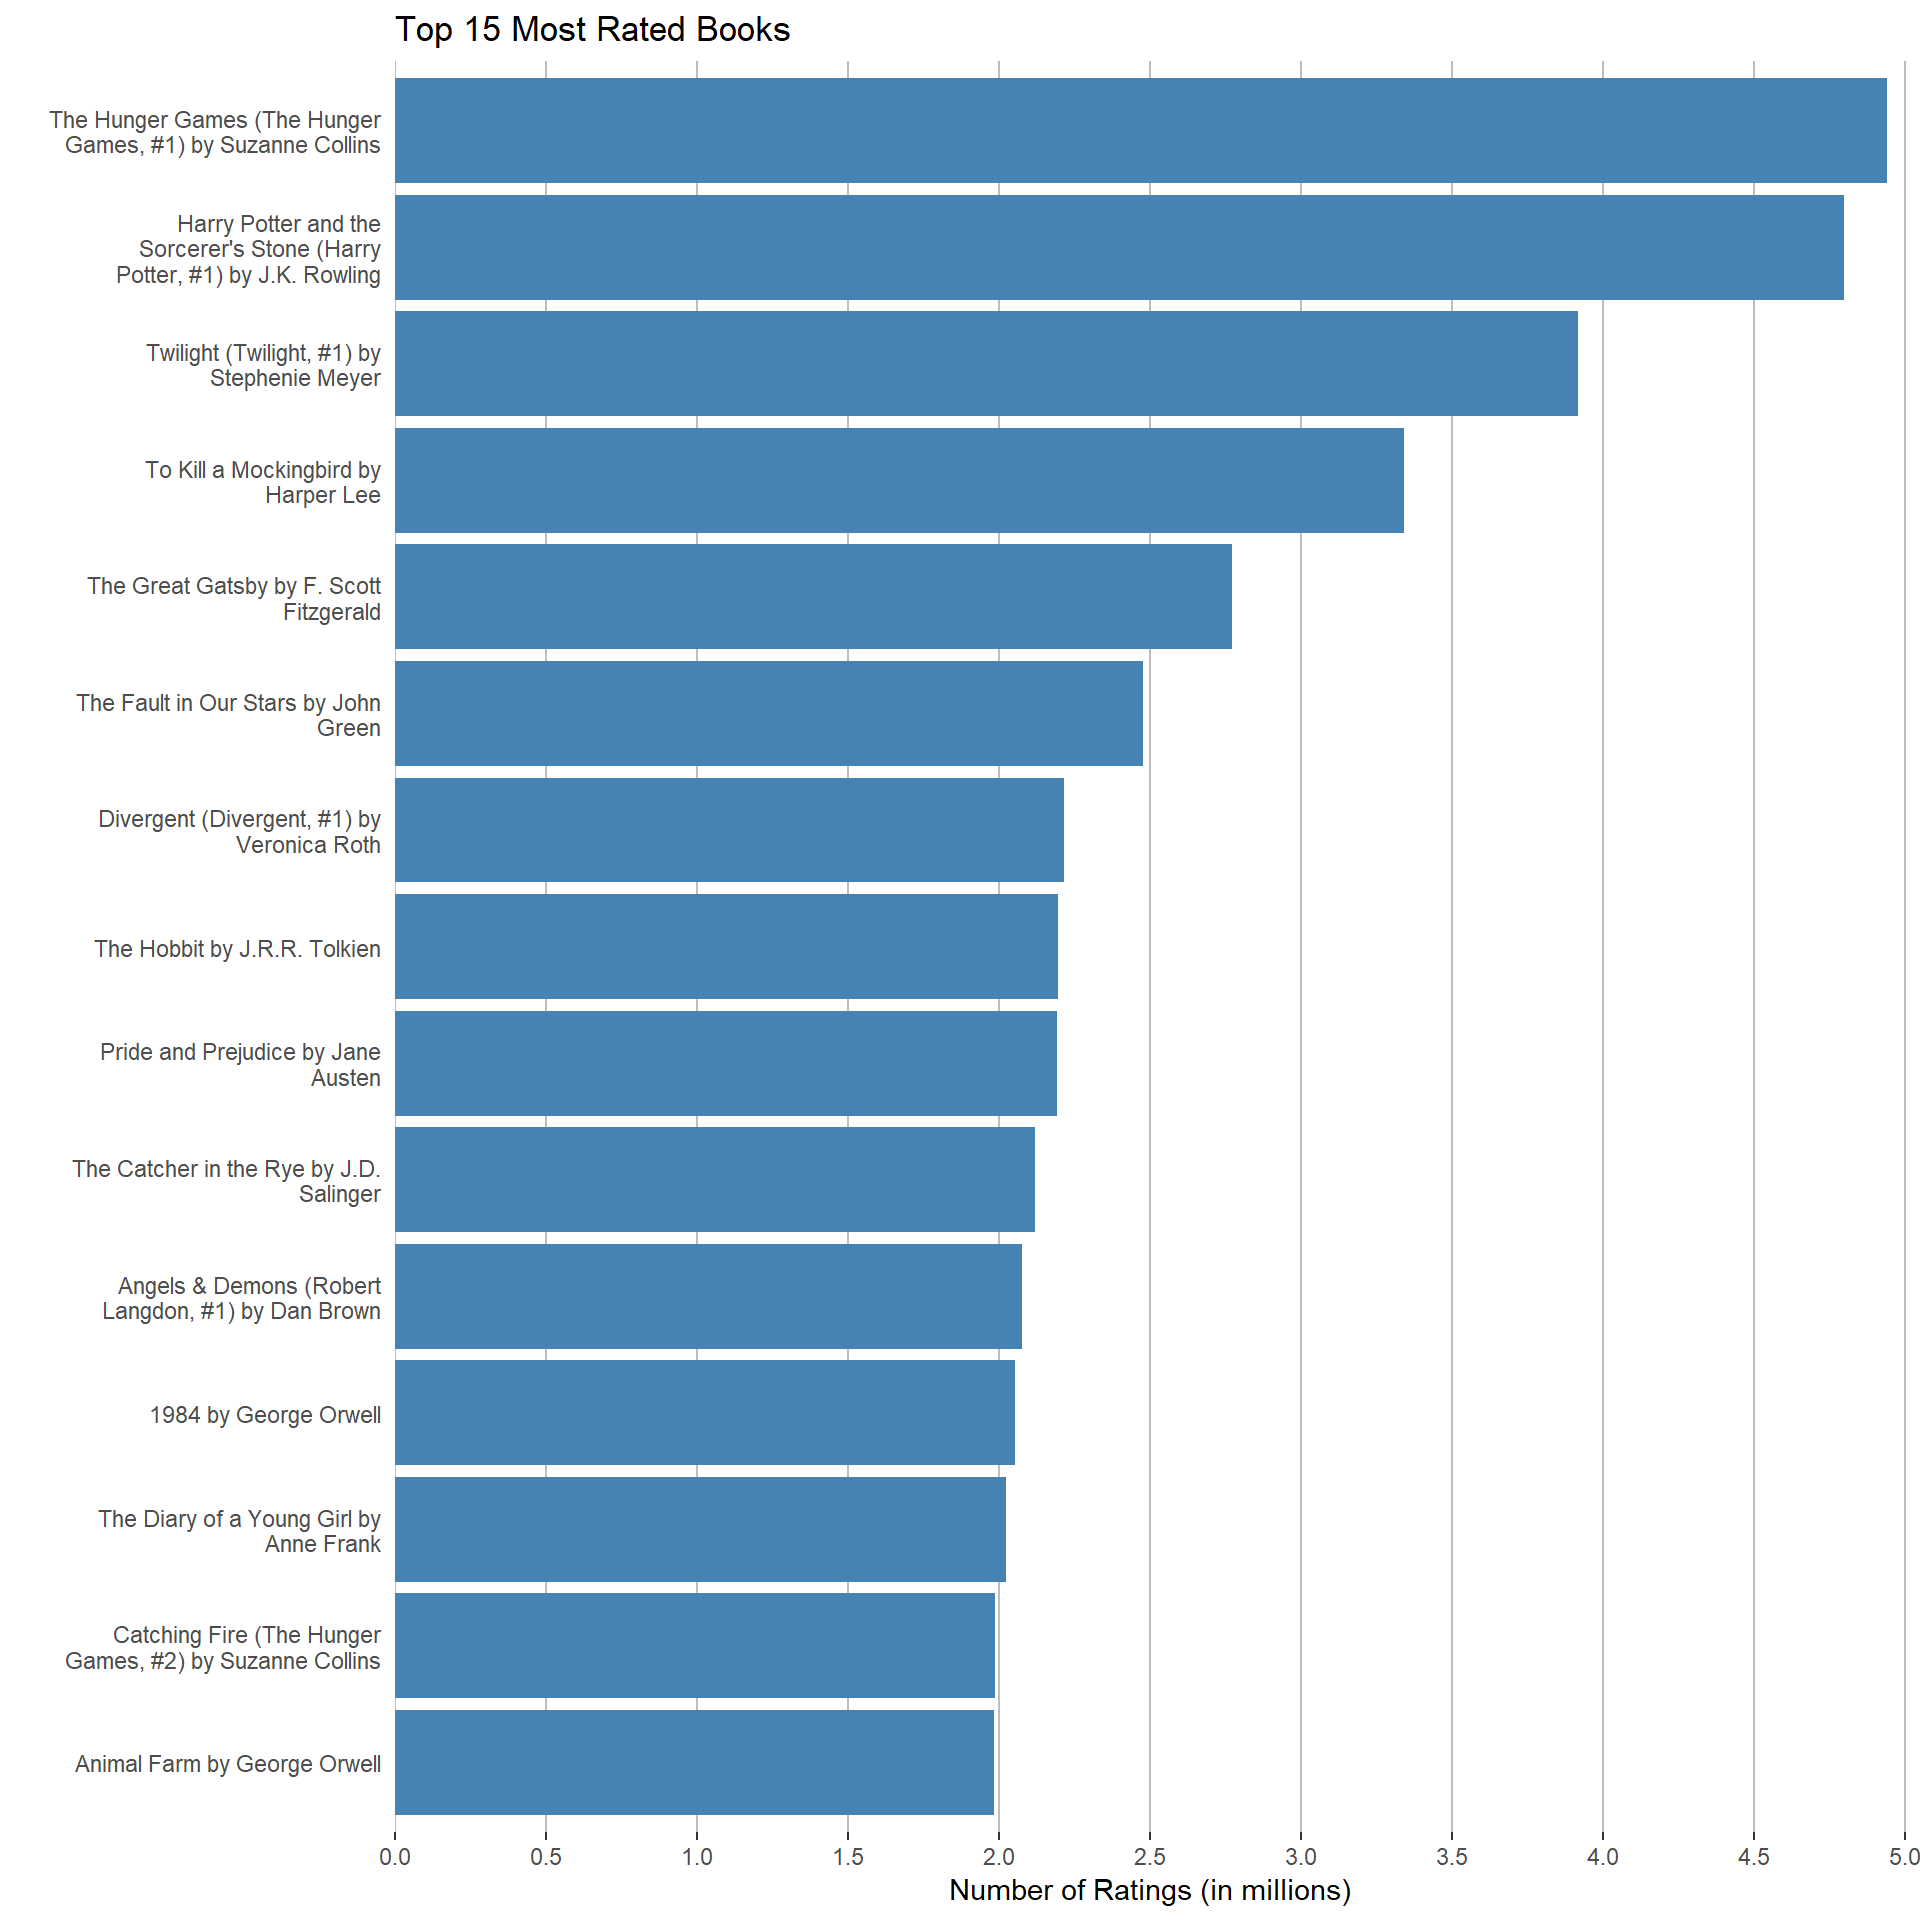 Top 15 Most Rated Books
The Hunger Games (The Hunger
Games, #1) by Suzanne Collins
Harry Potter and the
Sorcerer's Stone (Harry
Potter, #1) by J.K. Rowling
Twilight (Twilight, #1) by
Stephenie Meyer
To Kill a Mockingbird by
Harper Lee
The Great Gatsby by F. Scott
Fitzgerald
The Fault in Our Stars by John
Green
Divergent (Divergent, #1) by
Veronica Roth
The Hobbit by J.R.R. Tolkien
Pride and Prejudice by Jane
Austen
The Catcher in the Rye by J.D.
Salinger
Angels & Demons (Robert
Langdon, #1) by Dan Brown
1984 by George Orwell
The Diary of a Young Girl by
Anne Frank
Catching Fire (The Hunger
Games, #2) by Suzanne Collins
Animal Farm by George Orwell
0.0 0.5 1.0 1.5 2.0 2.5 3.0 3.5 4.0 4.5 5.0
Number of Ratings (in millions)